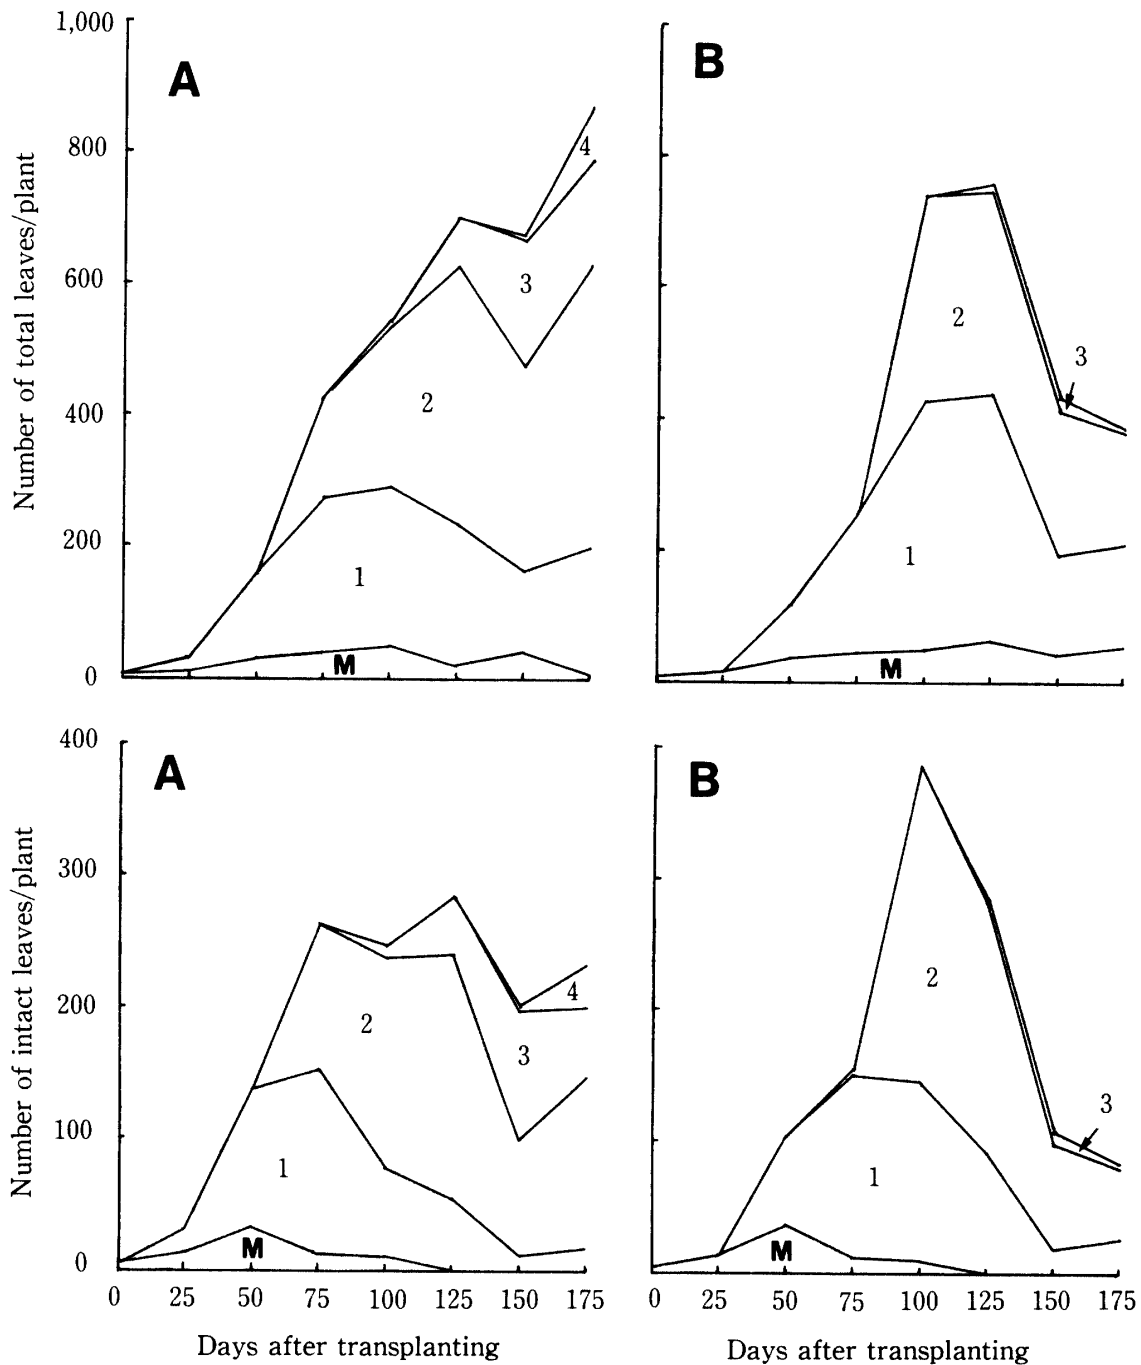 1,000
800
600
400
200
0
Number of total leaves/plant
A
4
3
2
1
M
B
2
3
1
M
400
300
200
100
0
Number of intact leaves/plant
A
4
2
3
1
M
0 25 50 75 100 125 150 175
Days after transplanting
B
2
3
1
M
0 25 50 75 100 125 150 175
Days after transplanting